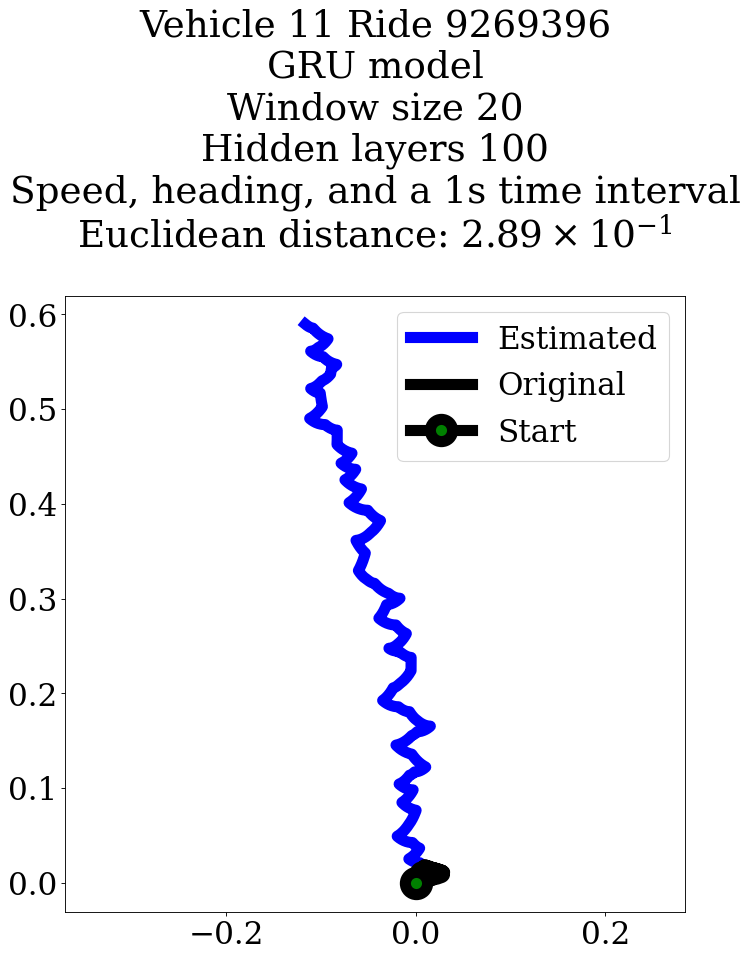 Vehicle 11 Ride 9269396
GRU model
Window size 20
Hidden layers 100
Speed, heading, and a 1s time interval
Euclidean distance: 2.89 × 10⁻¹
0.6
Estimated
Original
Start
0.5
0.4
0.3
0.2
0.1
0.0
−0.2
0.0
0.2